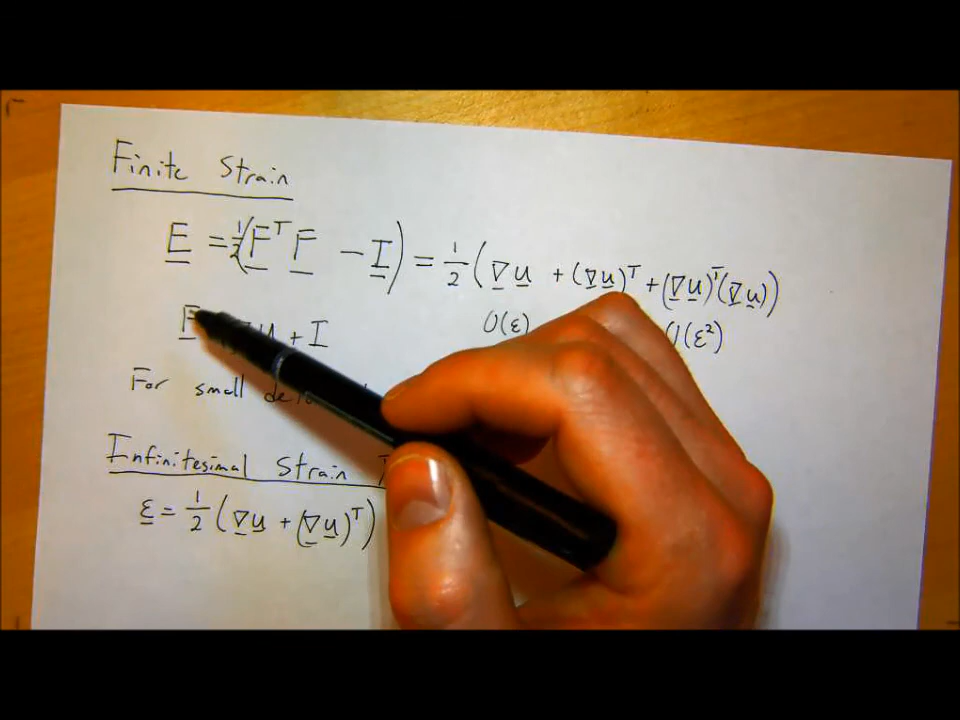 Finite Strain
E = ½(FᵀF - I) = ½(∇u + (∇u)ᵀ + (∇u)ᵀ(∇u))
O(ε) O(ε²)
F u + I
For small
Infinitesimal Strain
ε = ½(∇u + (∇u)ᵀ)